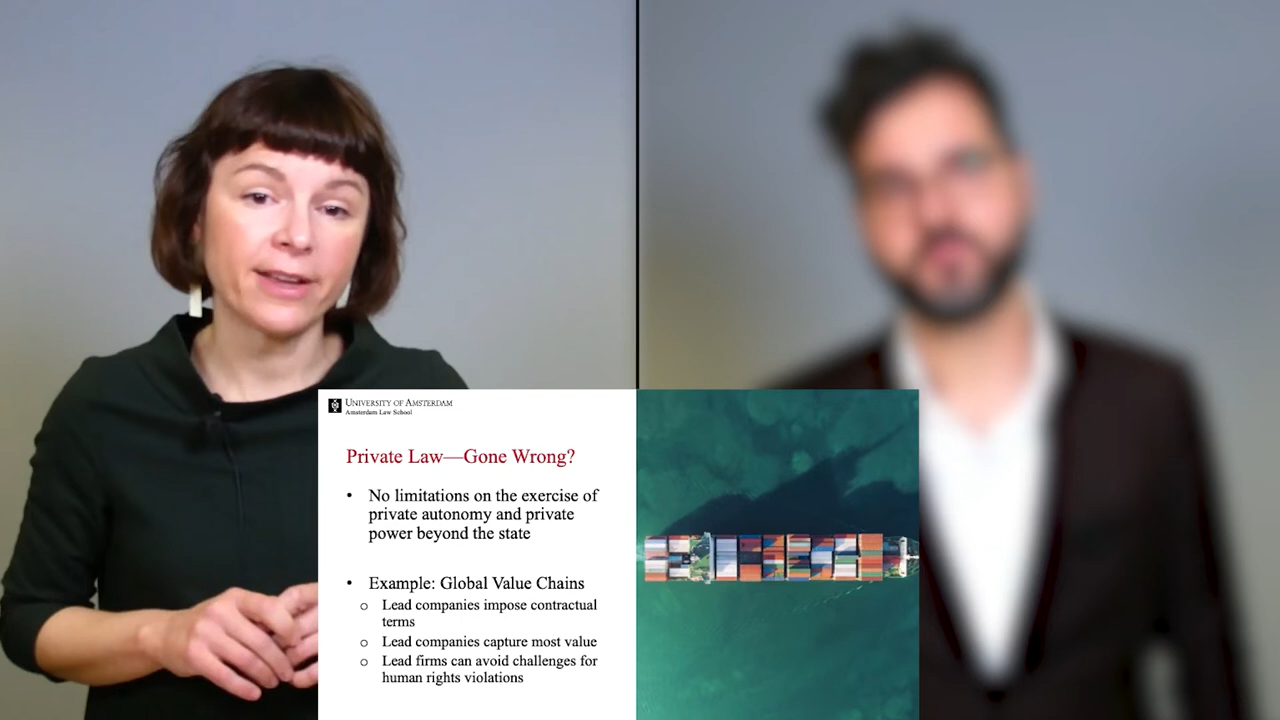 UNIVERSITY OF AMSTERDAM
Amsterdam Law School
Private Law—Gone Wrong?
• No limitations on the exercise of
private autonomy and private
power beyond the state
• Example: Global Value Chains
o Lead companies impose contractual
terms
o Lead companies capture most value
o Lead firms can avoid challenges for
human rights violations